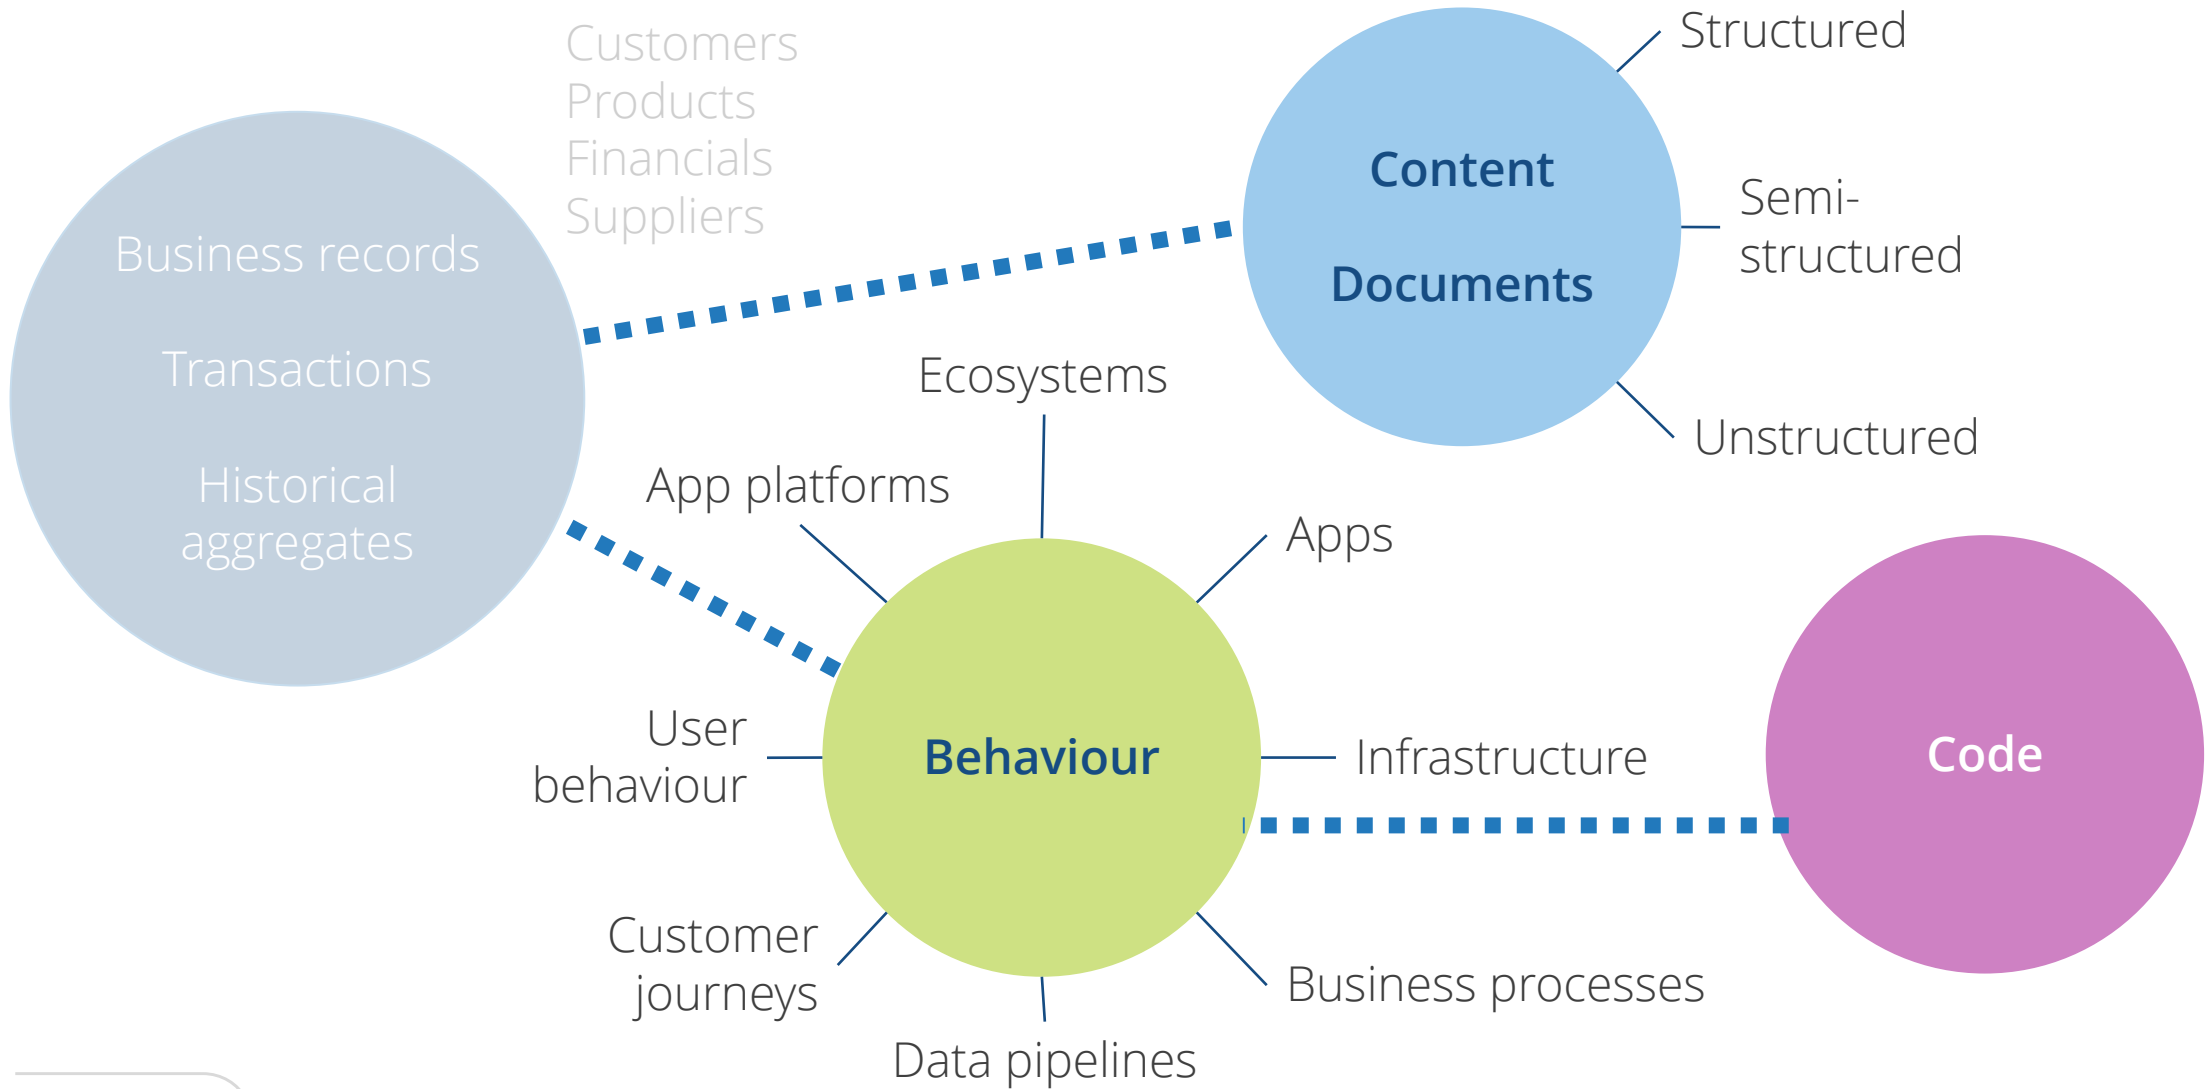 Customers
Products
Financials
Suppliers
Business records
Transactions
Historical
aggregates
Content
Documents
Structured
Semi-
structured
Unstructured
Ecosystems
App platforms
Apps
User
behaviour
Behaviour
Infrastructure
Code
Customer
journeys
Data pipelines
Business processes